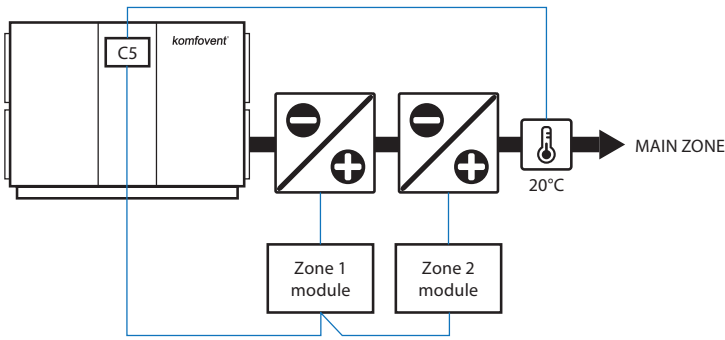 C5
komfovent
MAIN ZONE
20°C
Zone 1
module
Zone 2
module